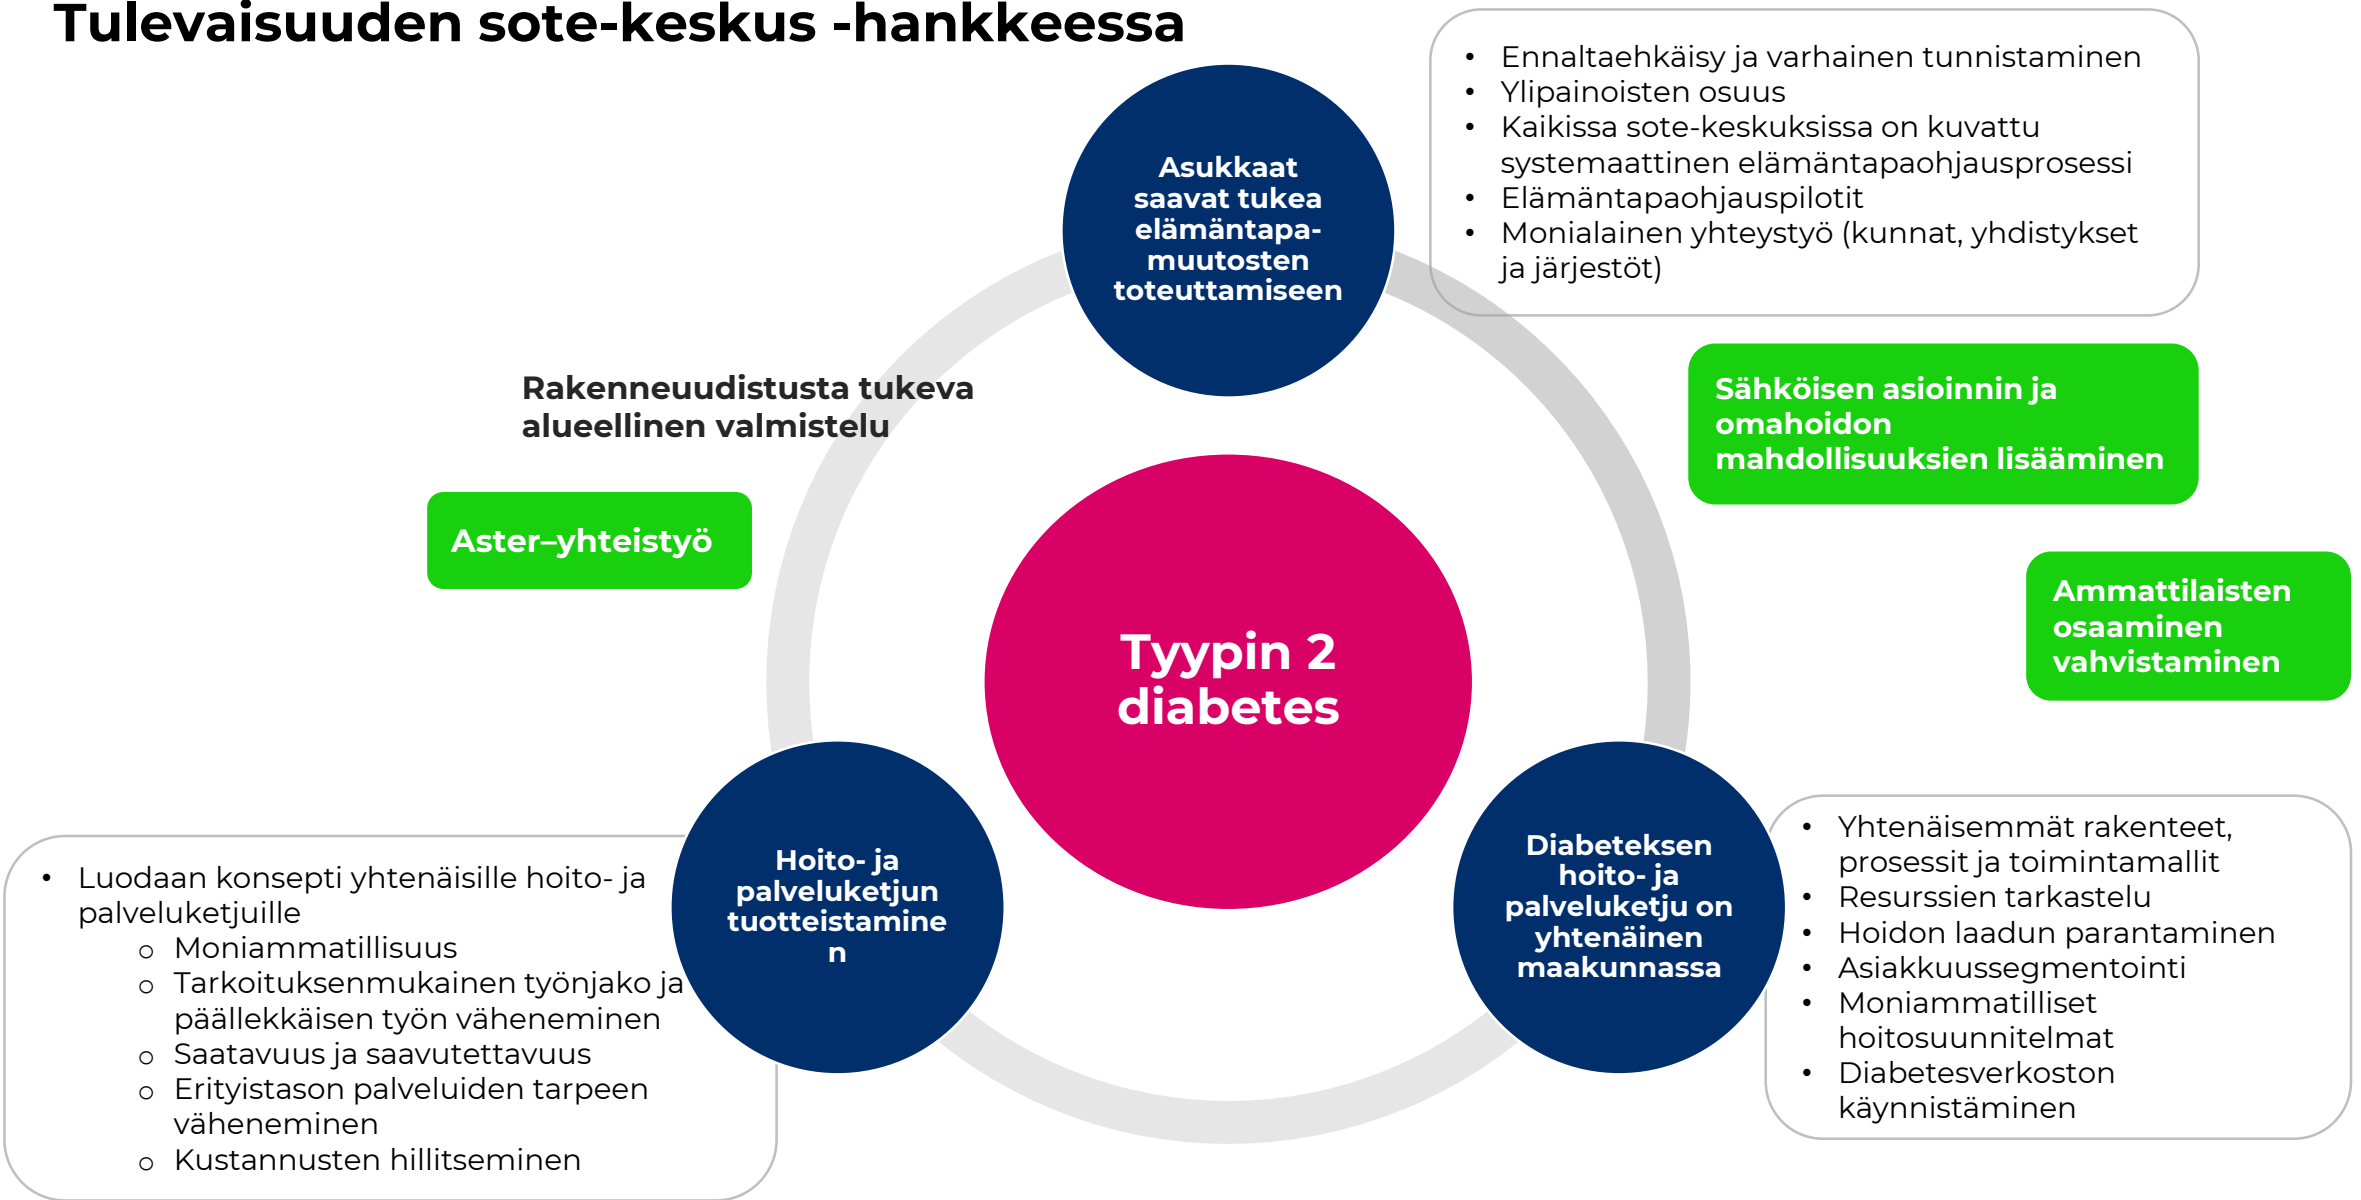 Tulevaisuuden sote-keskus -hankkeessa
• Ennaltaehkäisy ja varhainen tunnistaminen
• Ylipainoisten osuus
• Kaikissa sote-keskuksissa on kuvattu
systemaattinen elämäntapaohjausprosessi
• Elämäntapaohjauspilotit
• Monialainen yhteystyö (kunnat, yhdistykset
ja järjestöt)
Asukkaat
saavat tukea
elämäntapa-
muutosten
toteuttamiseen
Rakenneuudistusta tukeva
alueellinen valmistelu
Sähköisen asioinnin ja
omahoidon
mahdollisuuksien lisääminen
Aster–yhteistyö
Ammattilaisten
osaaminen
vahvistaminen
Tyypin 2
diabetes
Hoito- ja
palveluketjun
tuotteistamine
n
Diabeteksen
hoito- ja
palveluketju on
yhtenäinen
maakunnassa
• Luodaan konsepti yhtenäisille hoito- ja
palveluketjuille
o Moniammatillisuus
o Tarkoituksenmukainen työnjako ja
päällekkäisen työn väheneminen
o Saatavuus ja saavutettavuus
o Erityistason palveluiden tarpeen
väheneminen
o Kustannusten hillitseminen
• Yhtenäisemmät rakenteet,
prosessit ja toimintamallit
• Resurssien tarkastelu
• Hoidon laadun parantaminen
• Asiakkuussegmentointi
• Moniammatilliset
hoitosuunnitelmat
• Diabetesverkoston
käynnistäminen